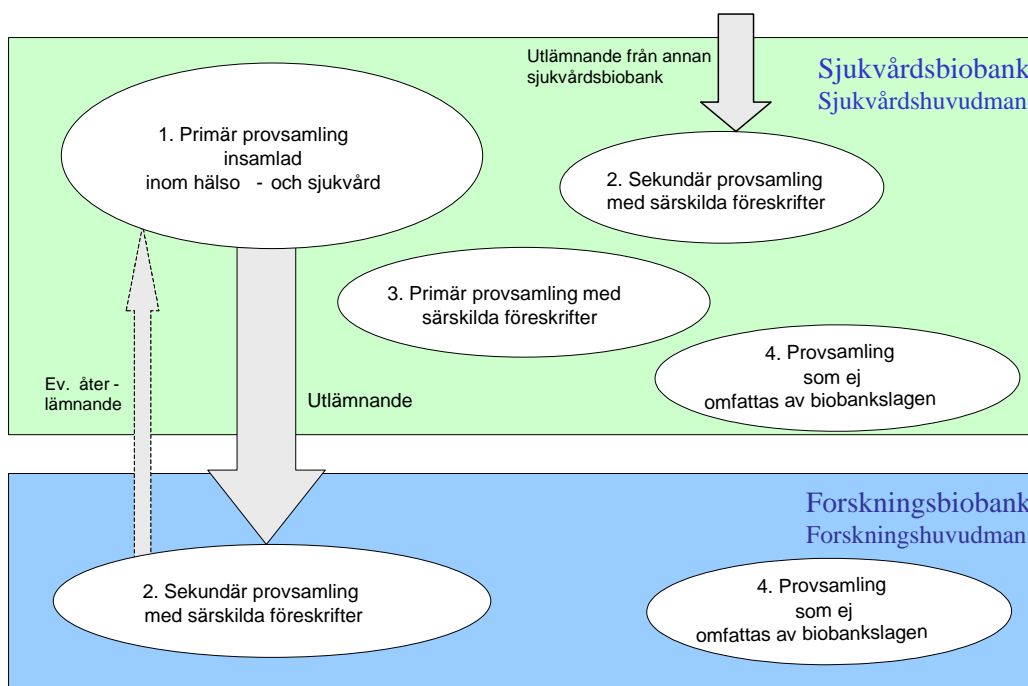 Utlämnande från annan
sjukvårdsbiobank
Sjukvårdsbiobank
Sjukvårdshuvudman
1. Primär provsamling
insamlad
inom hälso - och sjukvård
2. Sekundär provsamling
med särskilda föreskrifter
3. Primär provsamling med
särskilda föreskrifter
4. Provsamling
som ej
omfattas av biobankslagen
Ev. åter -
lämnande
Utlämnande
Forskningsbiobank
Forskningshuvudman
2. Sekundär provsamling
med särskilda föreskrifter
4. Provsamling
som ej
omfattas av biobankslagen